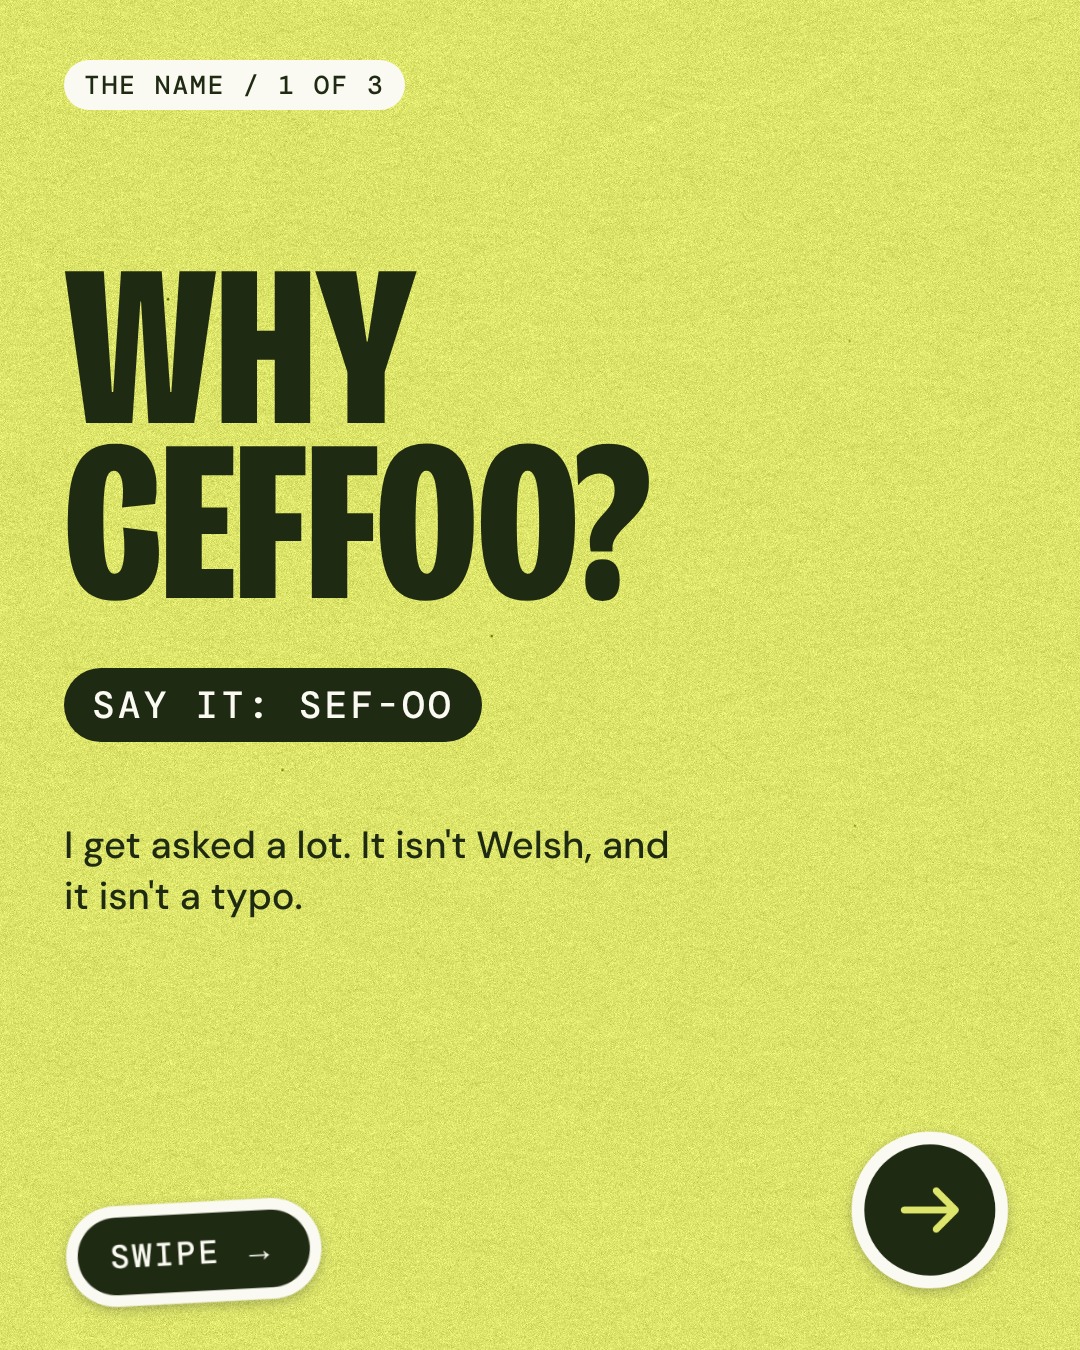 THE NAME / 1 OF 3
WHY
CEFFOO?
SAY IT: SEF-OO
I get asked a lot. It isn't Welsh, and
it isn't a typo.
SWIPE →